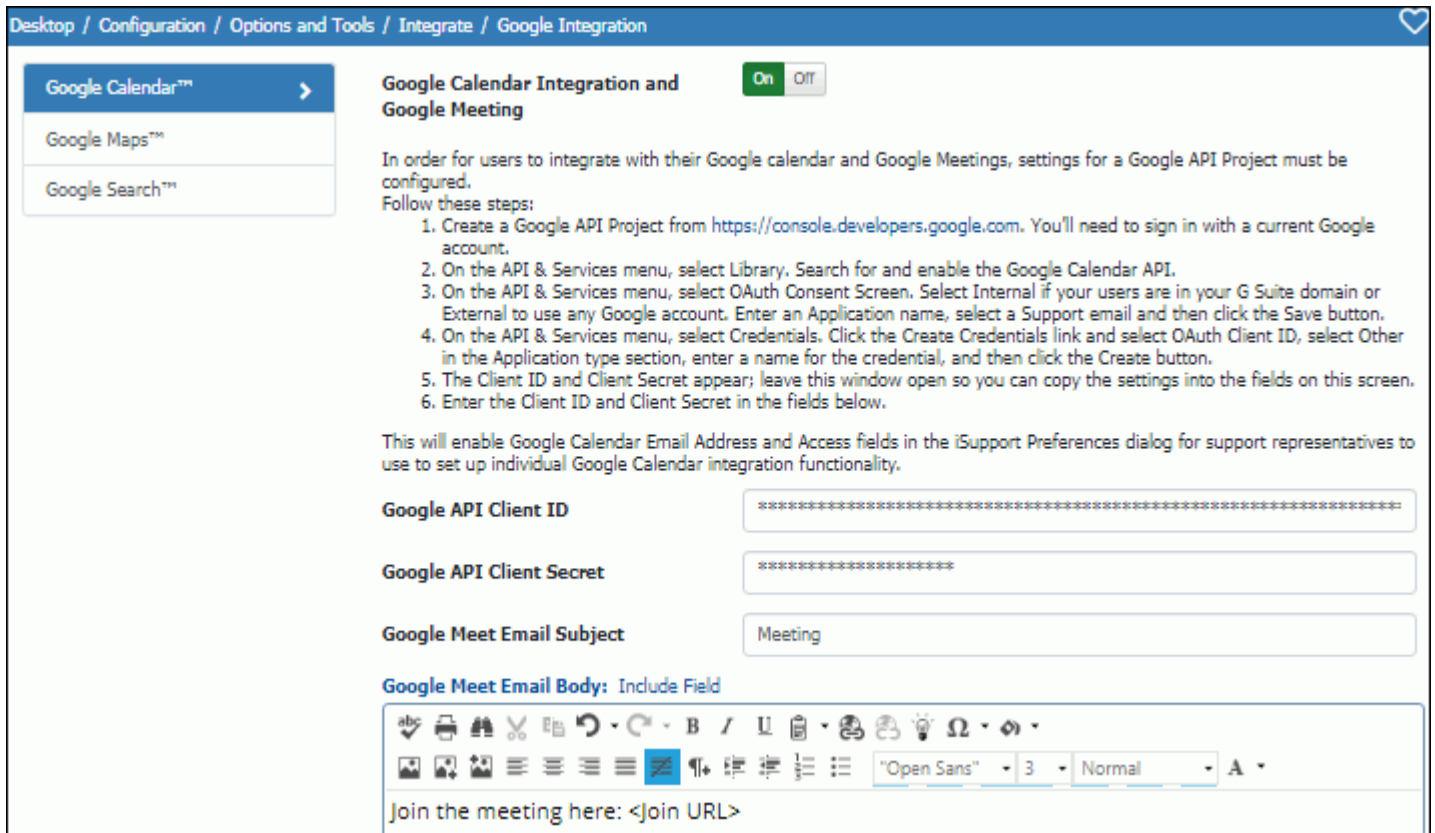 Desktop / Configuration / Options and Tools / Integrate / Google Integration
Google Calendar™
Google Maps™
Google Search™
Google Calendar Integration and
Google Meeting
On Off
In order for users to integrate with their Google calendar and Google Meetings, settings for a Google API Project must be
configured.
Follow these steps:
1. Create a Google API Project from https://console.developers.google.com. You'll need to sign in with a current Google
account.
2. On the API & Services menu, select Library. Search for and enable the Google Calendar API.
3. On the API & Services menu, select OAuth Consent Screen. Select Internal if your users are in your G Suite domain or
External to use any Google account. Enter an Application name, select a Support email and then click the Save button.
4. On the API & Services menu, select Credentials. Click the Create Credentials link and select OAuth Client ID, select Other
in the Application type section, enter a name for the credential, and then click the Create button.
5. The Client ID and Client Secret appear; leave this window open so you can copy the settings into the fields on this screen.
6. Enter the Client ID and Client Secret in the fields below.
This will enable Google Calendar Email Address and Access fields in the iSupport Preferences dialog for support representatives to
use to set up individual Google Calendar integration functionality.
Google API Client ID
Google API Client Secret
Google Meet Email Subject Meeting
Google Meet Email Body: Include Field
abc B I U Ω
"Open Sans" 3 Normal A
Join the meeting here: <Join URL>